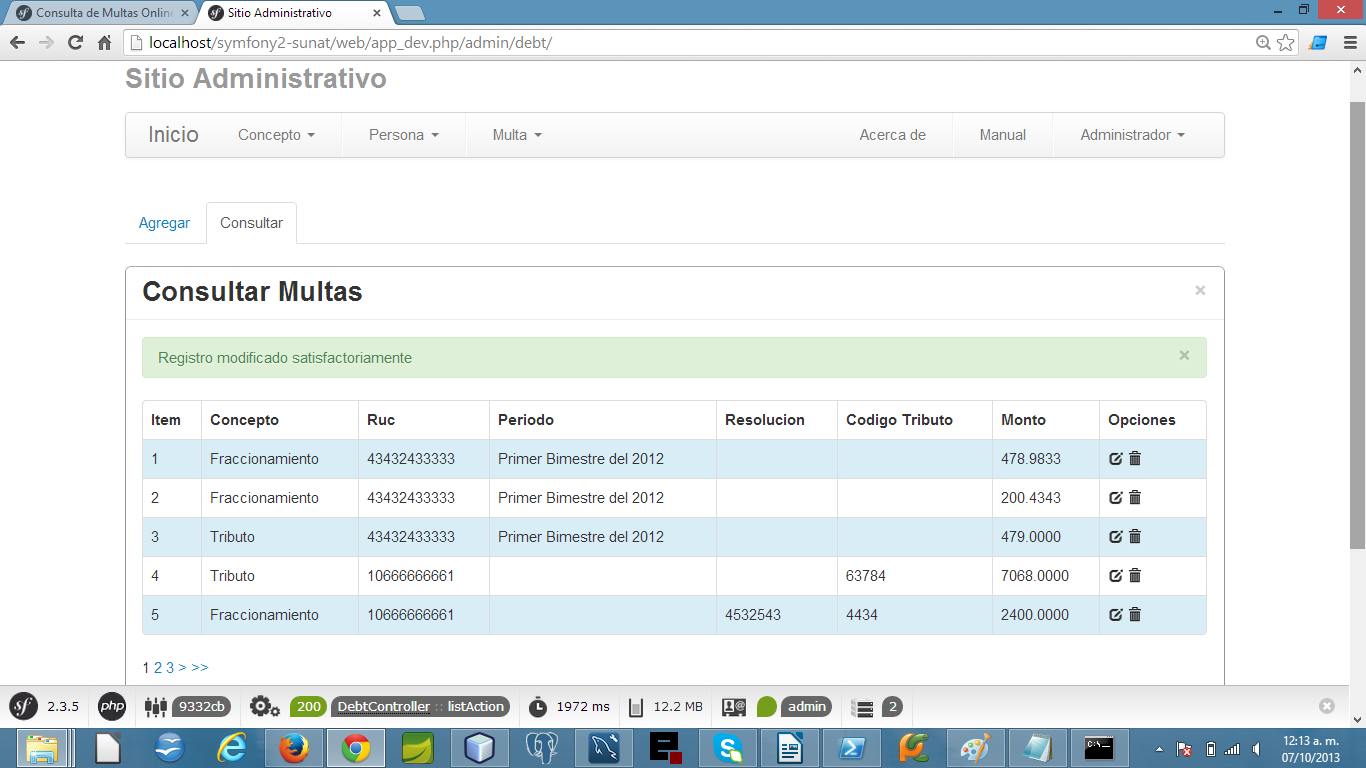 Consulta de Multas Onlin
Sitio Administrativo
localhost/symfony2-sunat/web/app_dev.php/admin/debt/
Sitio Administrativo
Inicio Concepto Persona Multa Acerca de Manual Administrador
Agregar Consultar
Consultar Multas ×
Registro modificado satisfactoriamente ×
Item Concepto Ruc Periodo Resolucion Codigo Tributo Monto Opciones
1 Fraccionamiento 43432433333 Primer Bimestre del 2012 478.9833
2 Fraccionamiento 43432433333 Primer Bimestre del 2012 200.4343
3 Tributo 43432433333 Primer Bimestre del 2012 479.0000
4 Tributo 10666666661 63784 7068.0000
5 Fraccionamiento 10666666661 4532543 4434 2400.0000
1 2 3 > >>
sf 2.3.5 php 9332cb 200 DebtController :: listAction 1972 ms 12.2 MB admin 2
12:13 a. m.
07/10/2013